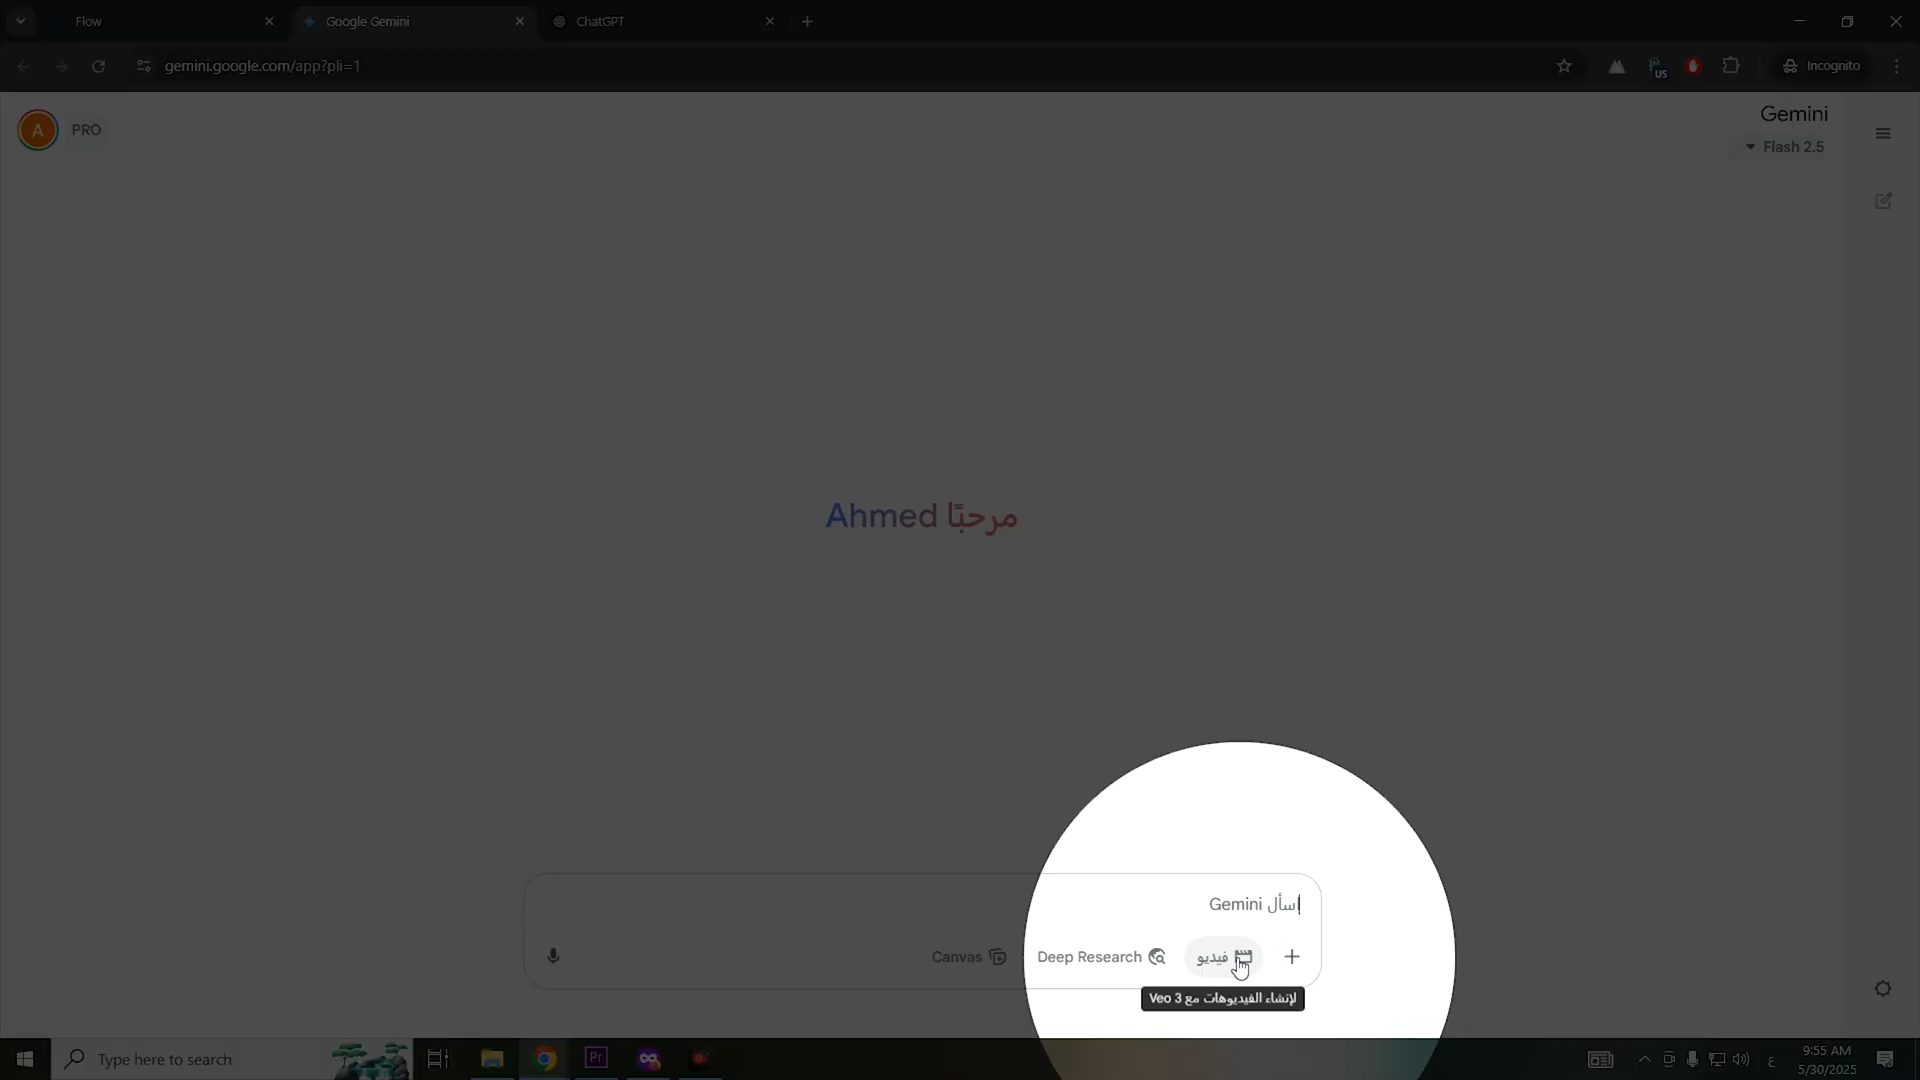 Flow
Google Gemini
ChatGPT
gemini.google.com/app?pli=1
US
Incognito
A
PRO
Gemini
Flash 2.5
مرحبًا Ahmed
اسأل Gemini
فيديو
Deep Research
Canvas
لإنشاء الفيديوهات مع Veo 3
Type here to search
Pr
ع
9:55 AM
5/30/2025